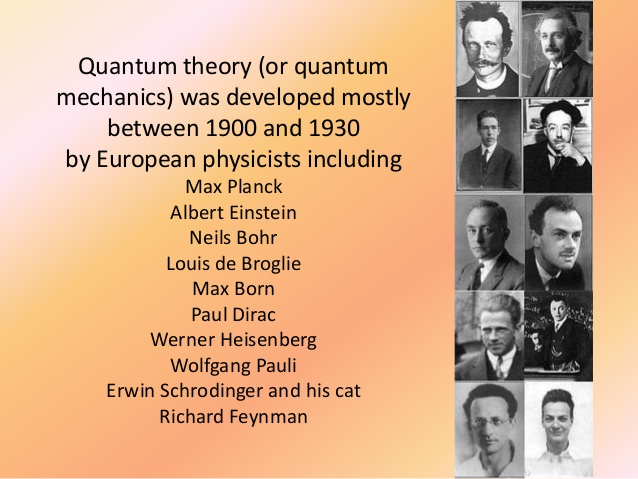 Quantum theory (or quantum
mechanics) was developed mostly
between 1900 and 1930
by European physicists including
Max Planck
Albert Einstein
Neils Bohr
Louis de Broglie
Max Born
Paul Dirac
Werner Heisenberg
Wolfgang Pauli
Erwin Schrodinger and his cat
Richard Feynman